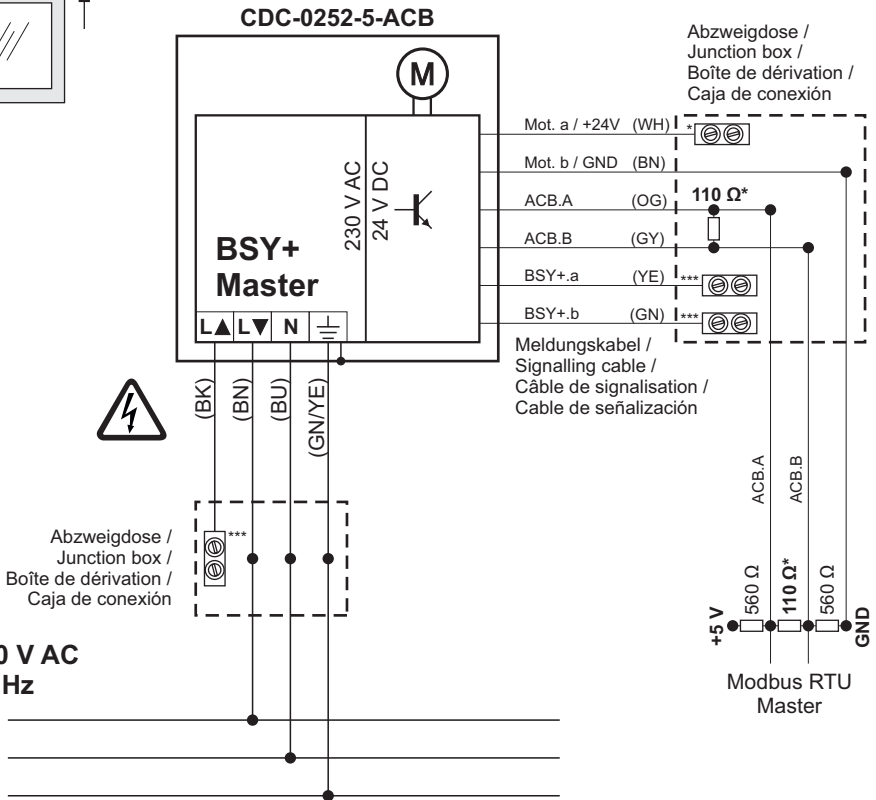 CDC-0252-5-ACB
Abzweigdose /
Junction box /
Boîte de dérivation /
Caja de conexión
M
Mot. a / +24V (WH) *
Mot. b / GND (BN)
ACB.A (OG) 110 Ω*
ACB.B (GY)
BSY+.a (YE) ***
BSY+.b (GN) ***
230 V AC
24 V DC
BSY+
Master
L▲ L▼ N
Meldungskabel /
Signalling cable /
Câble de signalisation /
Cable de señalización
(BK)
(BN)
(BU)
(GN/YE)
ACB.A
ACB.B
***
Abzweigdose /
Junction box /
Boîte de dérivation /
Caja de conexión
+5 V
560 Ω
110 Ω*
560 Ω
GND
Modbus RTU
Master
0 V AC
Hz